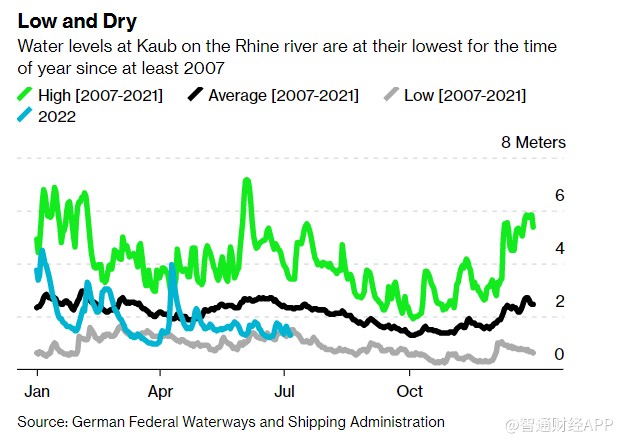 Low and Dry
Water levels at Kaub on the Rhine river are at their lowest for the time
of year since at least 2007
High [2007-2021] Average [2007-2021] Low [2007-2021]
2022
8 Meters
6
4
2
0
Jan Apr Jul Oct
Source: German Federal Waterways and Shipping Administration
@智通财经APP